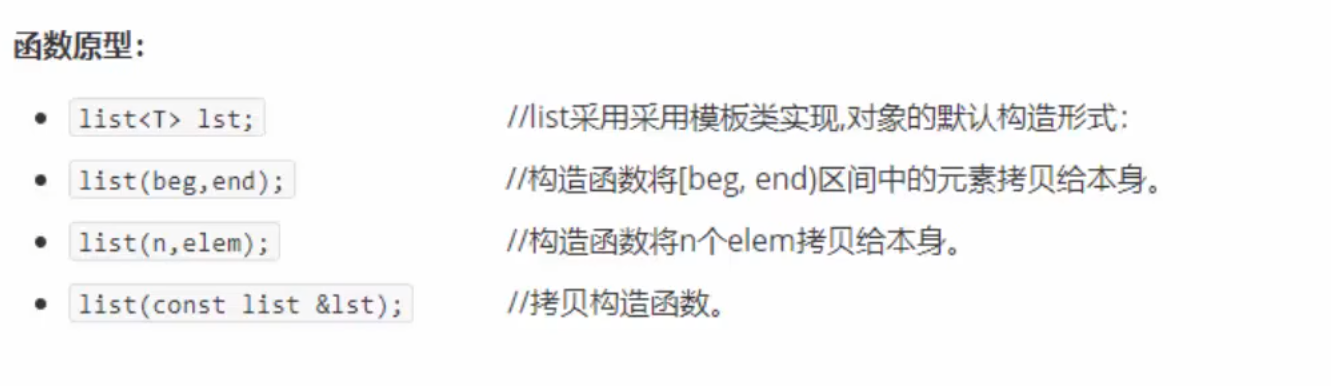 函数原型：
list<T> lst; //list采用采用模板类实现,对象的默认构造形式：
list(beg,end); //构造函数将[beg, end)区间中的元素拷贝给本身。
list(n,elem); //构造函数将n个elem拷贝给本身。
list(const list &lst); //拷贝构造函数。